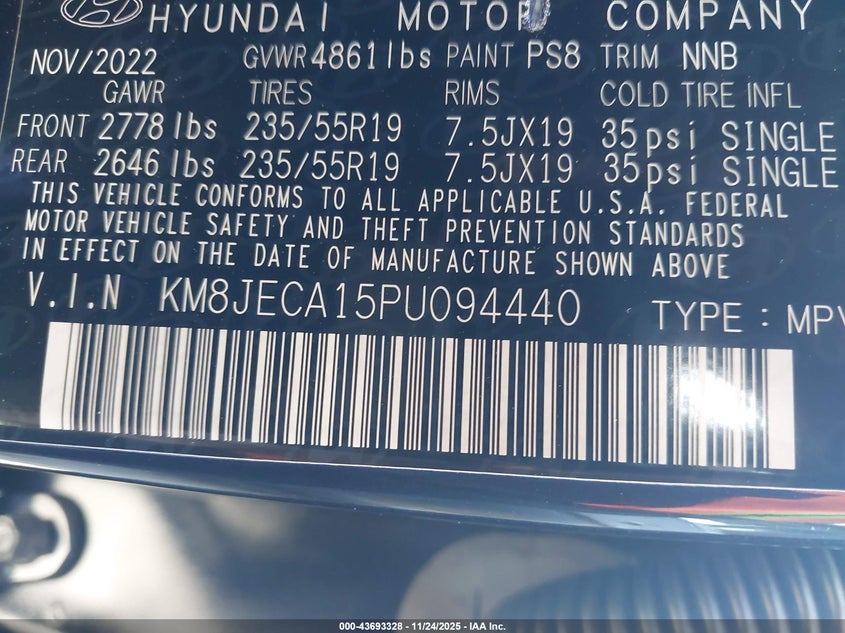 HYUNDAI MOTOR COMPANY
NOV/2022 GVWR 4861 lbs PAINT PS8 TRIM NNB
GAWR TIRES RIMS COLD TIRE INFL
FRONT 2778 lbs 235/55R19 7.5JX19 35psi SINGLE
REAR 2646 lbs 235/55R19 7.5JX19 35psi SINGLE
THIS VEHICLE CONFORMS TO ALL APPLICABLE U.S.A. FEDERAL
MOTOR VEHICLE SAFETY AND THEFT PREVENTION STANDARDS
IN EFFECT ON THE DATE OF MANUFACTURE SHOWN ABOVE
V.I.N KM8JECA15PU094440 TYPE : MPV
000-43693328 - 11/24/2025 - IAA Inc.